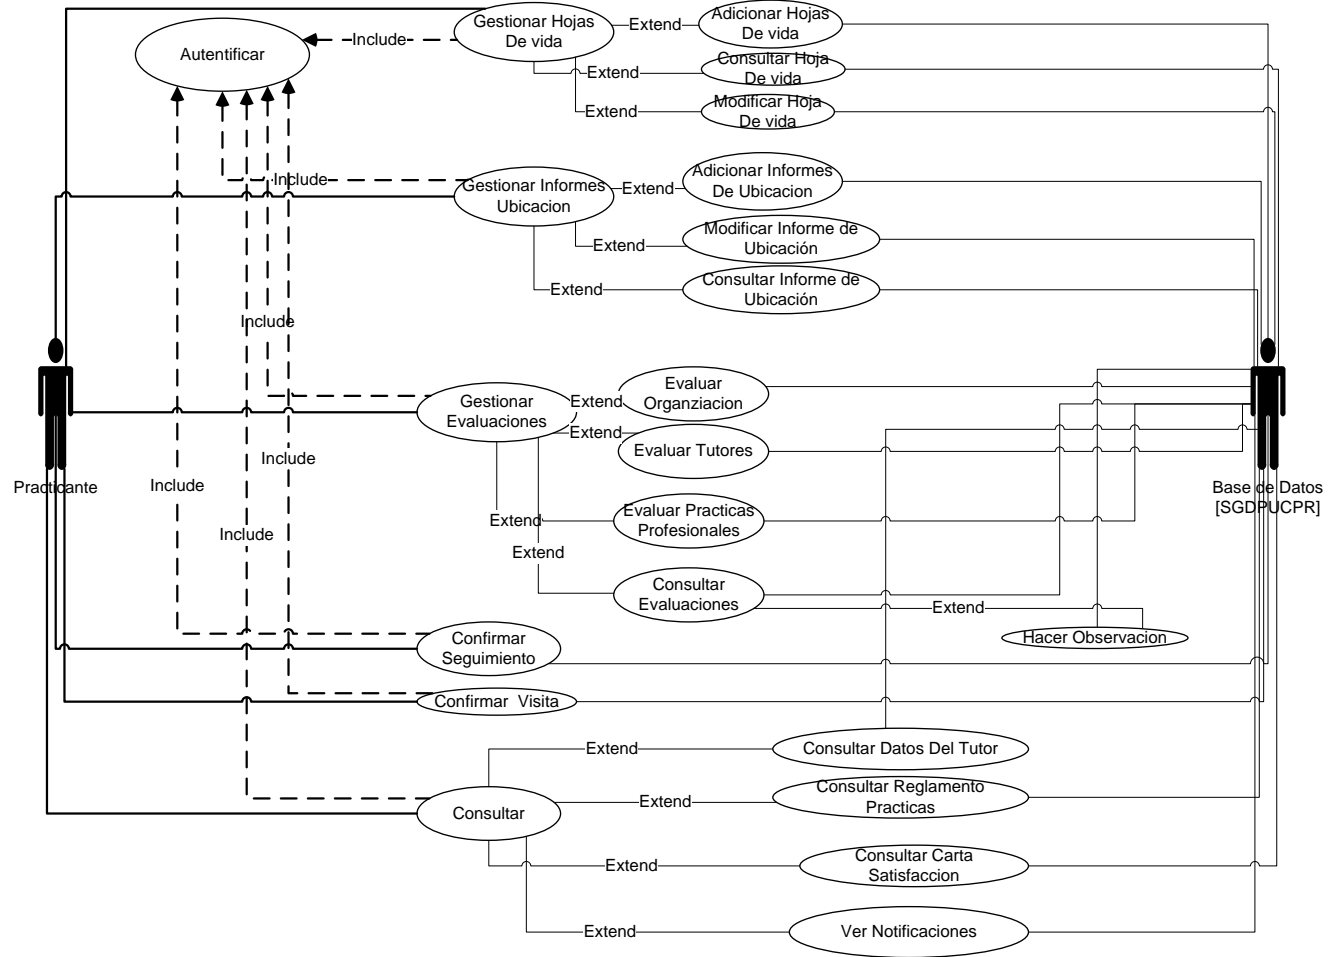 Gestionar Hojas
De vida
Extend
Adicionar Hojas
De vida
Autentificar
Include
Extend
Consultar Hoja
De vida
Extend
Modificar Hoja
De vida
Include
Gestionar Informes
Ubicacion
Extend
Adicionar Informes
De Ubicacion
Extend
Modificar Informe de
Ubicación
Extend
Consultar Informe de
Ubicación
Include
Gestionar
Evaluaciones
Extend
Evaluar
Organziacion
Extend
Evaluar Tutores
Include
Include
Practicante
Base de Datos
[SGDPUCPR]
Extend
Evaluar Practicas
Profesionales
Include
Extend
Consultar
Evaluaciones
Extend
Hacer Observacion
Confirmar
Seguimiento
Confirmar  Visita
Extend
Consultar Datos Del Tutor
Consultar
Extend
Consultar Reglamento
Practicas
Extend
Consultar Carta
Satisfaccion
Extend
Ver Notificaciones